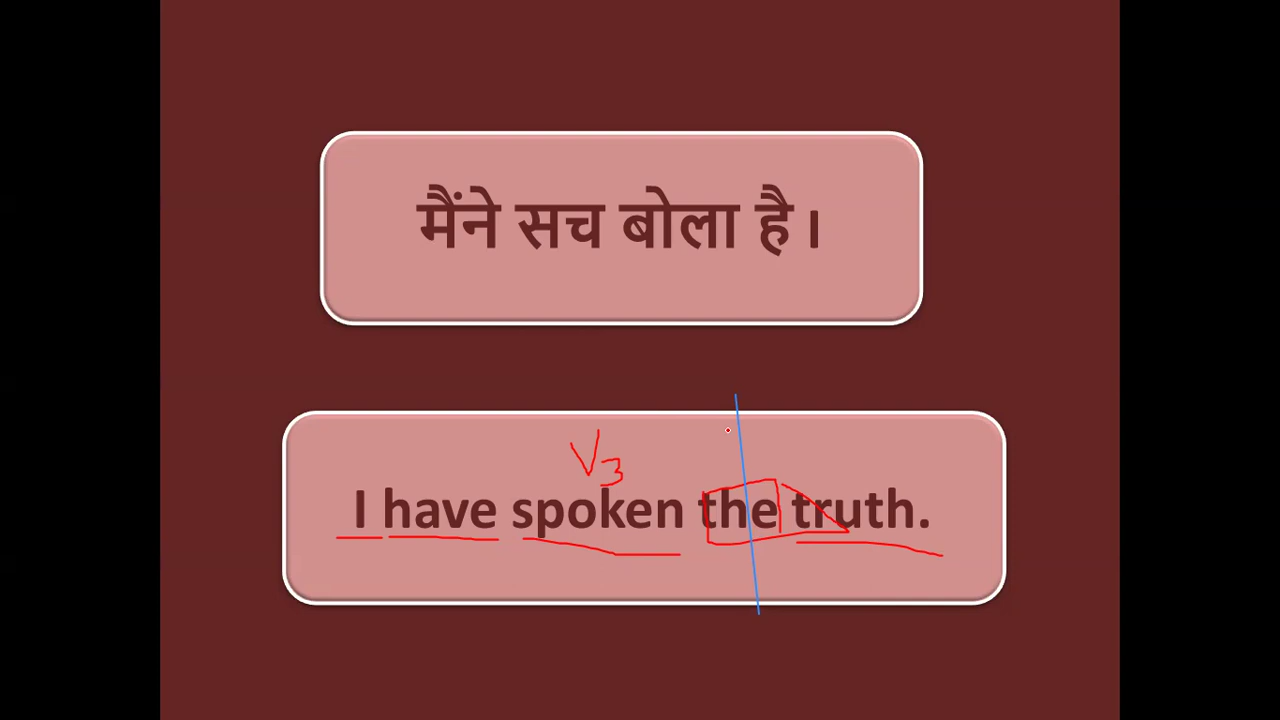 मैंने सच बोला है।
V3
I have spoken the truth.